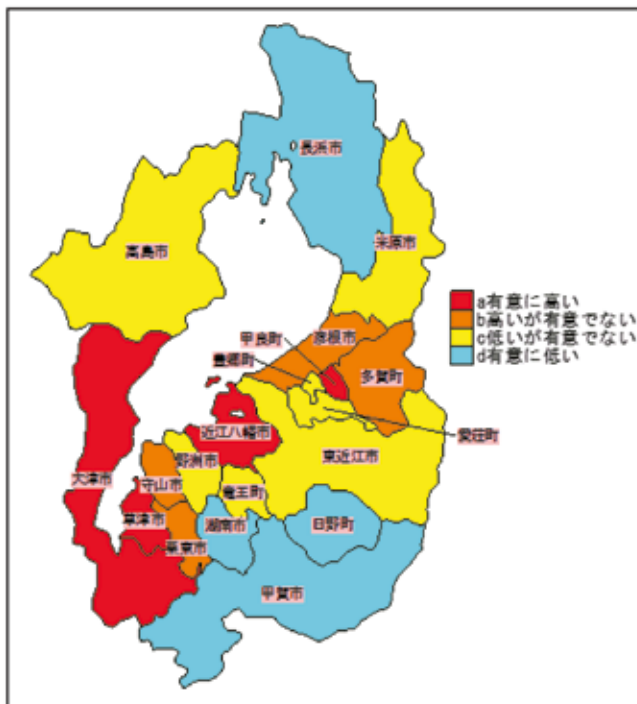 長浜市
米原市
高島市
a有意に高い
b高いが有意でない
c低いが有意でない
d有意に低い
甲良町
彦根市
豊郷町
多賀町
近江八幡市
愛荘町
野洲市
東近江市
大津市
守山市
竜王町
草津市
湖南市
日野町
栗東市
甲賀市